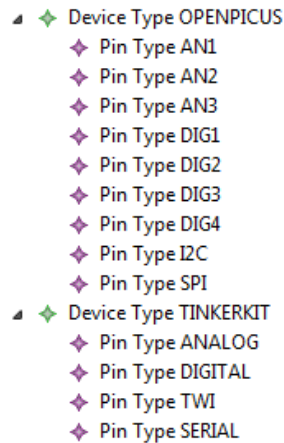 Device Type OPENPICUS
Pin Type AN1
Pin Type AN2
Pin Type AN3
Pin Type DIG1
Pin Type DIG2
Pin Type DIG3
Pin Type DIG4
Pin Type I2C
Pin Type SPI
Device Type TINKERKIT
Pin Type ANALOG
Pin Type DIGITAL
Pin Type TWI
Pin Type SERIAL